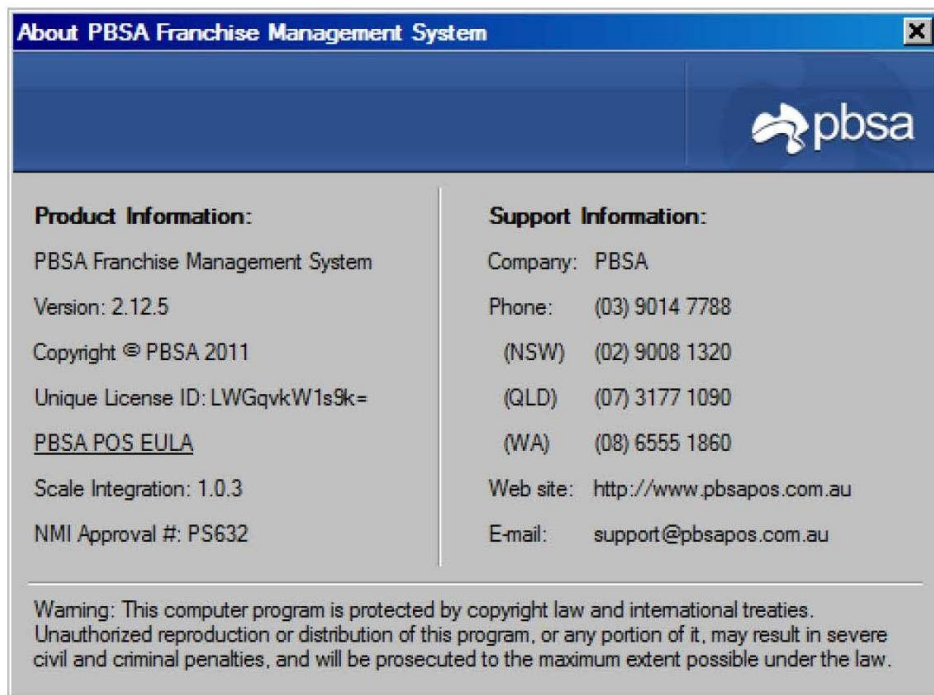 About PBSA Franchise Management System
pbsa
Product Information:
PBSA Franchise Management System
Version: 2.12.5
Copyright © PBSA 2011
Unique License ID: LWGqvkW1s9k=
PBSA POS EULA
Scale Integration: 1.0.3
NMI Approval #: PS632
Support Information:
Company: PBSA
Phone: (03) 9014 7788
(NSW) (02) 9008 1320
(QLD) (07) 3177 1090
(WA) (08) 6555 1860
Web site: http://www.pbsapos.com.au
E-mail: support@pbsapos.com.au
Warning: This computer program is protected by copyright law and international treaties.
Unauthorized reproduction or distribution of this program, or any portion of it, may result in severe
civil and criminal penalties, and will be prosecuted to the maximum extent possible under the law.